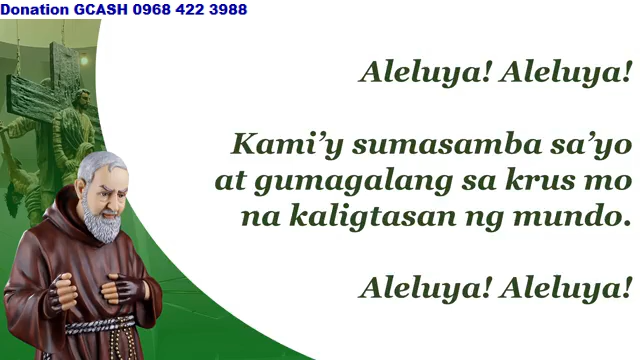 Donation GCASH 0968 422 3988
Aleluya! Aleluya!
Kami’y sumasamba sa’yo
at gumagalang sa krus mo
na kaligtasan ng mundo.
Aleluya! Aleluya!